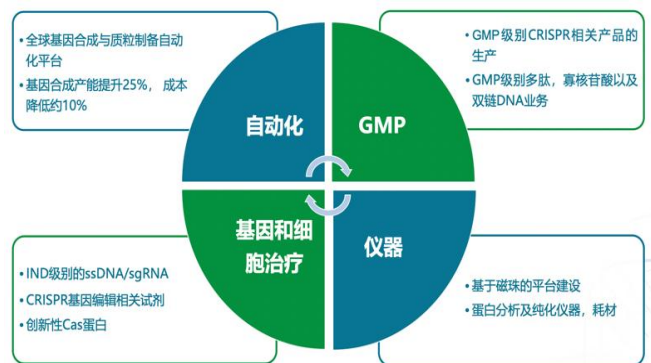 • 全球基因合成与质粒制备自动
化平台
• 基因合成产能提升25%， 成本
降低约10%
• GMP级别CRISPR相关产品的
生产
• GMP级别多肽，寡核苷酸以及
双链DNA业务
自动化
GMP
基因和细
胞治疗
仪器
• IND级别的ssDNA/sgRNA
• CRISPR基因编辑相关试剂
• 创新性Cas蛋白
• 基于磁珠的平台建设
• 蛋白分析及纯化仪器，耗材